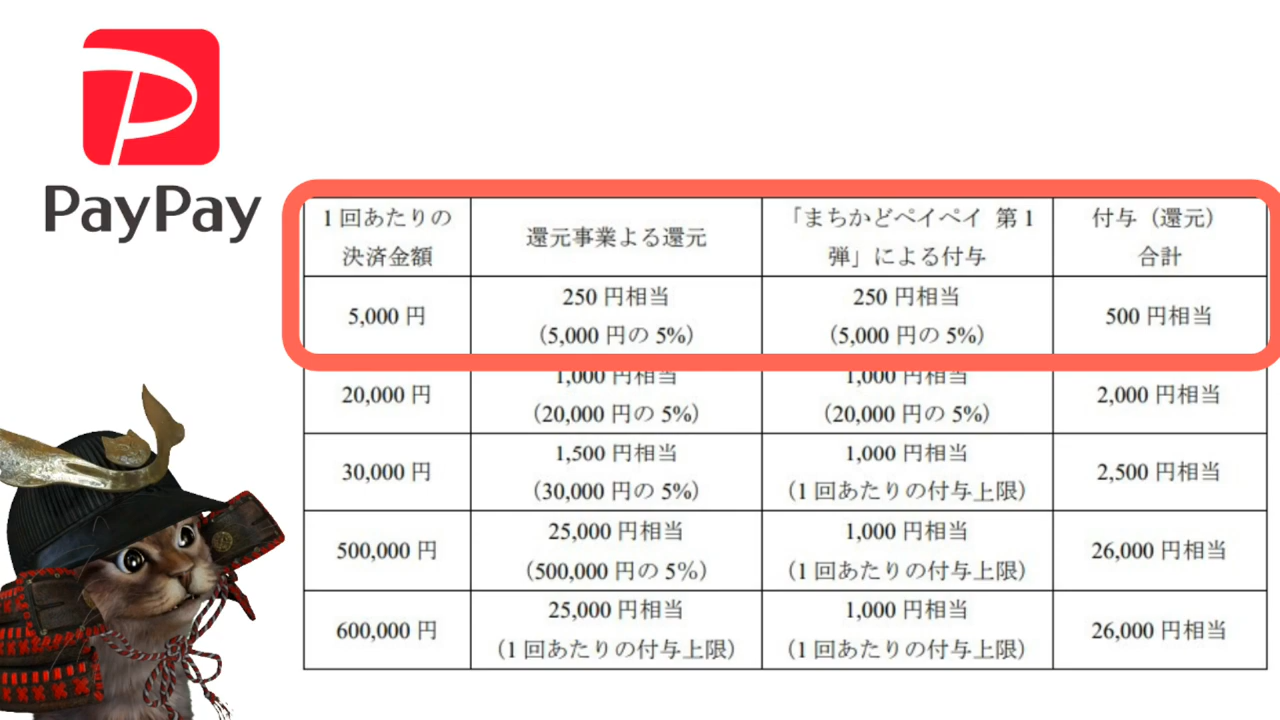 PayPay
1回あたりの
決済金額
還元事業よる還元
「まちかどペイペイ 第1
弾」による付与
付与（還元）
合計
5,000 円
250 円相当
（5,000 円の 5%）
250 円相当
（5,000 円の 5%）
500 円相当
20,000 円
1,000 円相当
（20,000 円の 5%）
1,000 円相当
（20,000 円の 5%）
2,000 円相当
30,000 円
1,500 円相当
（30,000 円の 5%）
1,000 円相当
（1 回あたりの付与上限）
2,500 円相当
500,000 円
25,000 円相当
（500,000 円の 5%）
1,000 円相当
（1 回あたりの付与上限）
26,000 円相当
600,000 円
25,000 円相当
（1 回あたりの付与上限）
1,000 円相当
（1 回あたりの付与上限）
26,000 円相当